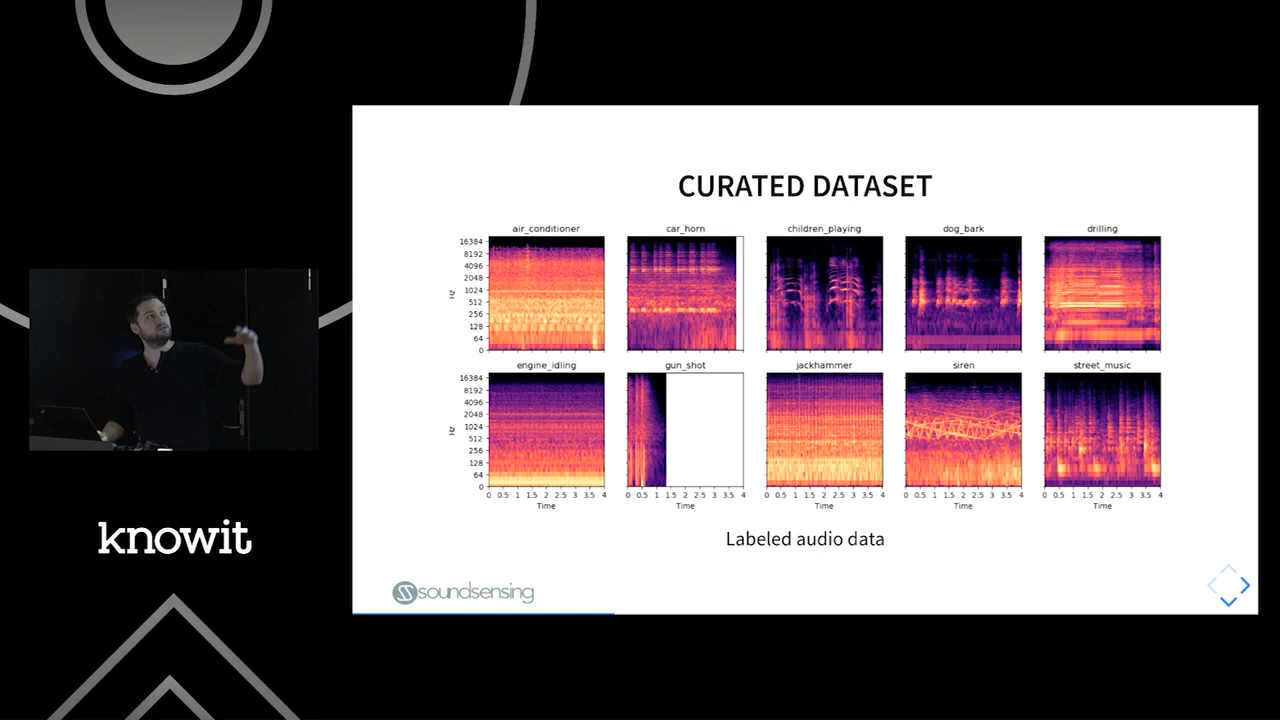 CURATED DATASET
air_conditioner car_horn children_playing dog_bark drilling
16384
8192
4096
2048
1024
512
256
128
64
0
Hz
engine_idling gun_shot jackhammer siren street_music
16384
8192
4096
2048
1024
512
256
128
64
0
Hz
0 0.5 1 1.5 2 2.5 3 3.5 4 0 0.5 1 1.5 2 2.5 3 3.5 4 0 0.5 1 1.5 2 2.5 3 3.5 4 0 0.5 1 1.5 2 2.5 3 3.5 4 0 0.5 1 1.5 2 2.5 3 3.5 4
Time Time Time Time Time
Labeled audio data
soundsensing
knowit